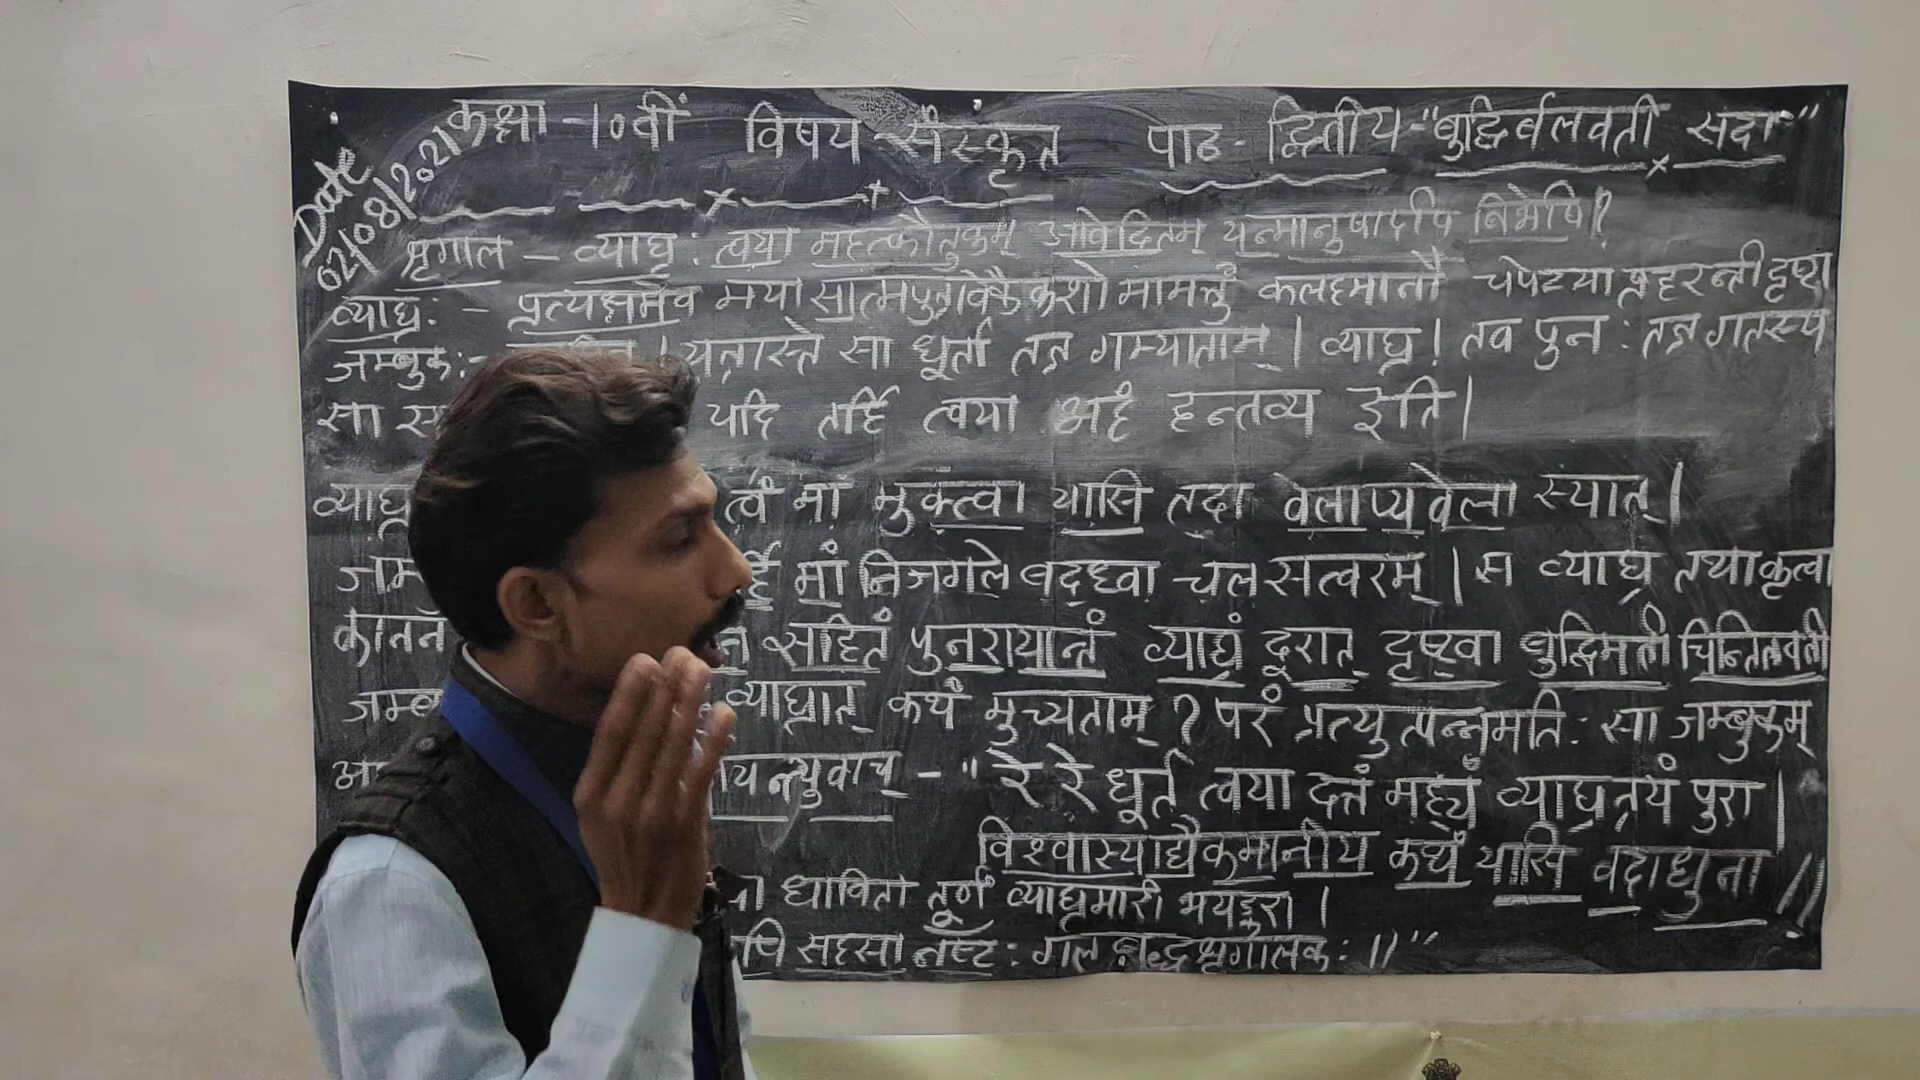 Date
02/08/2021
कक्षा -10वीं विषय संस्कृत पाठ - द्वितीय-"बुद्धिर्बलवती सदा"
शृगाल - व्याघ्र : त्वया महत्कौतुकम् आवेदितम् यन्मानुषादपि बिभेषि?
व्याघ्र: - प्रत्यक्षमेव मया सात्मपुत्रावेकैकशो मामत्तुं कलहमानौ चपेटया प्रहरन्ती दृष्टा
जम्बुक:- यत्रास्ते सा धूर्ता तत्र गम्यताम् । व्याघ्र ! तव पुन : तत्र गतस्य
सा यदि तर्हि त्वया अहं हन्तव्य इति ।
त्वं मां मुक्त्वा यासि तदा वेलाप्यवेला स्यात् ।
मां निजगले बद्ध्वा चल सत्वरम् । स व्याघ्र तथाकृत्वा
सहितं पुनरायान्तं व्याघ्रं दूरात् दृष्ट्वा बुद्धिमती चिन्तितवती
व्याघ्रात् कथं मुच्यताम् ? परं प्रत्युत्पन्नमति: सा जम्बुकम्
यन्त्युवाच - "रे रे धूर्त त्वया दत्तं मह्यं व्याघ्रत्रयं पुरा ।
विश्वास्याद्यैकमानीय कथं यासि वदाधुना ॥
धाविता तूर्णं व्याघ्रमारी भयङ्करा ।
सहसा नष्ट: गलबद्धशृगालक: ॥"